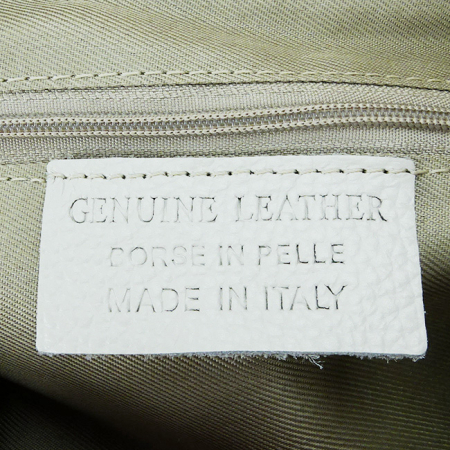 GENUINE LEATHER
BORSE IN PELLE
MADE IN ITALY